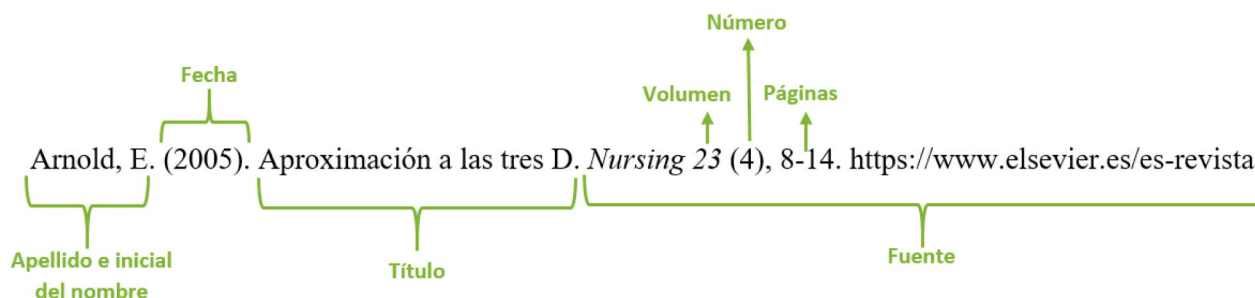 Número
Fecha
Volumen Páginas
Arnold, E. (2005). Aproximación a las tres D. Nursing 23 (4), 8-14. https://www.elsevier.es/es-revista
Apellido e inicial
del nombre
Título
Fuente